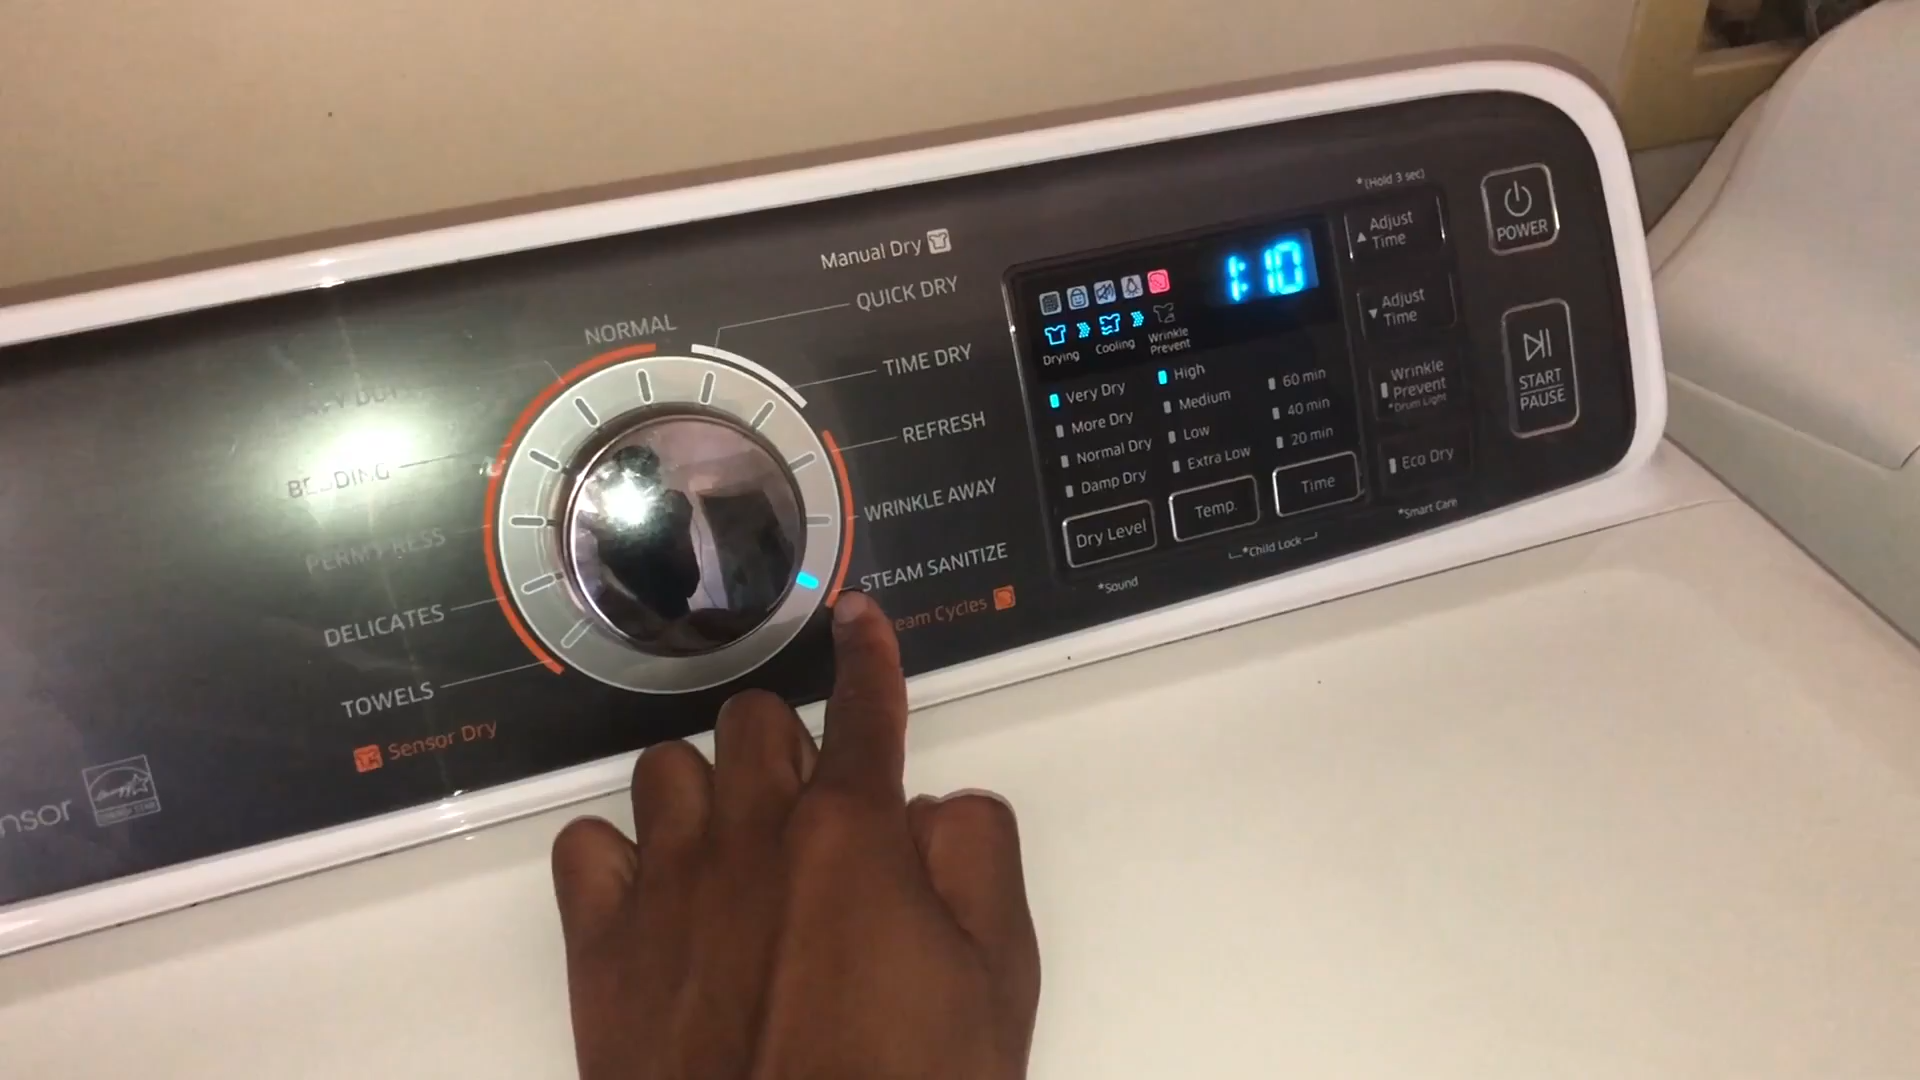 Manual Dry
QUICK DRY
TIME DRY
REFRESH
WRINKLE AWAY
STEAM SANITIZE
Cycles
NORMAL
BEDDING
PERM PRESS
DELICATES
TOWELS
Sensor Dry
1:10
Drying
Cooling
Wrinkle
Prevent
Very Dry
More Dry
Normal Dry
Damp Dry
Dry Level
*Sound
High
Medium
Low
Extra Low
Temp.
60 min
40 min
20 min
Time
*Child Lock
*(Hold 3 sec)
Adjust
Time
Adjust
Time
Wrinkle
Prevent
*Drum Light
Eco Dry
*Smart Care
POWER
START
PAUSE